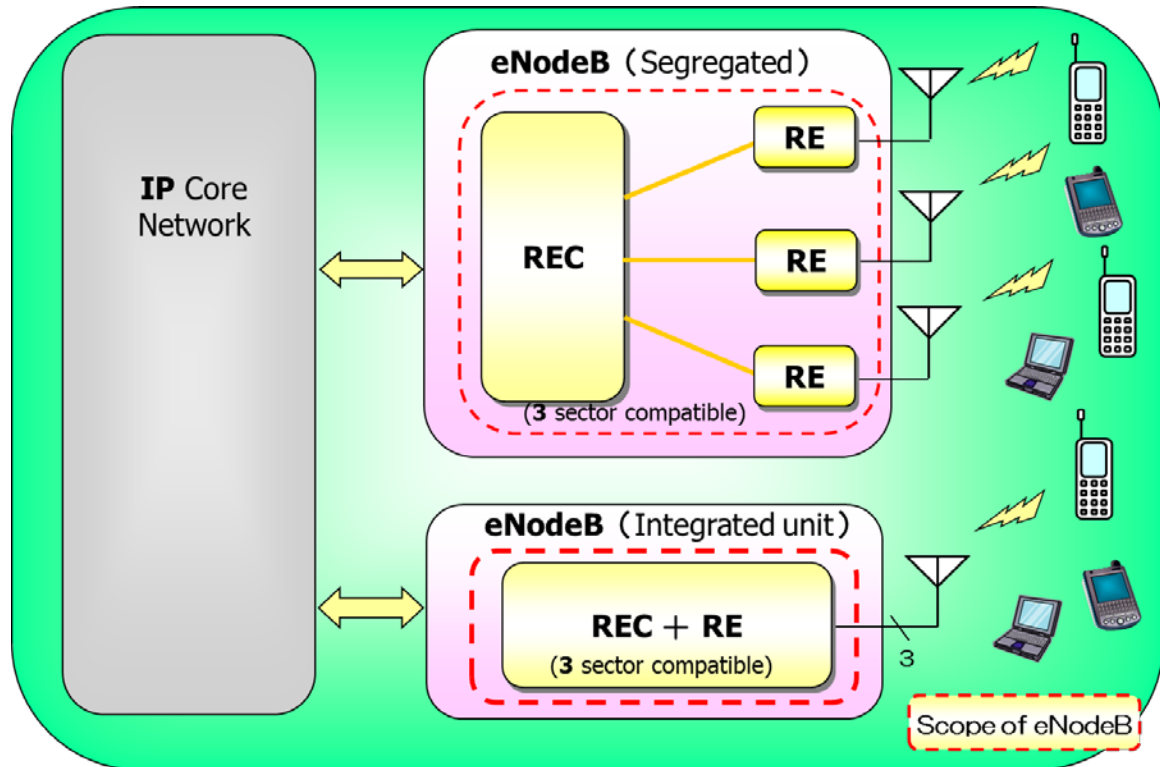 IP Core
Network
eNodeB（Segregated）
REC
RE
RE
RE
(3 sector compatible)
eNodeB（Integrated unit）
REC＋RE
(3 sector compatible)
3
Scope of eNodeB